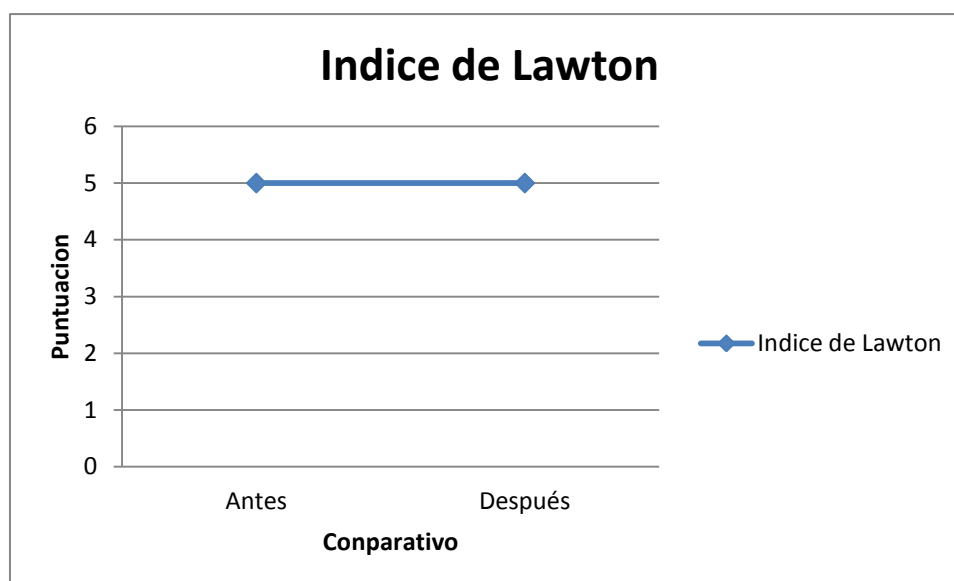 Indice de Lawton
6
5
4
3
2
1
0
Puntuacion
Antes
Después
Conparativo
Indice de Lawton